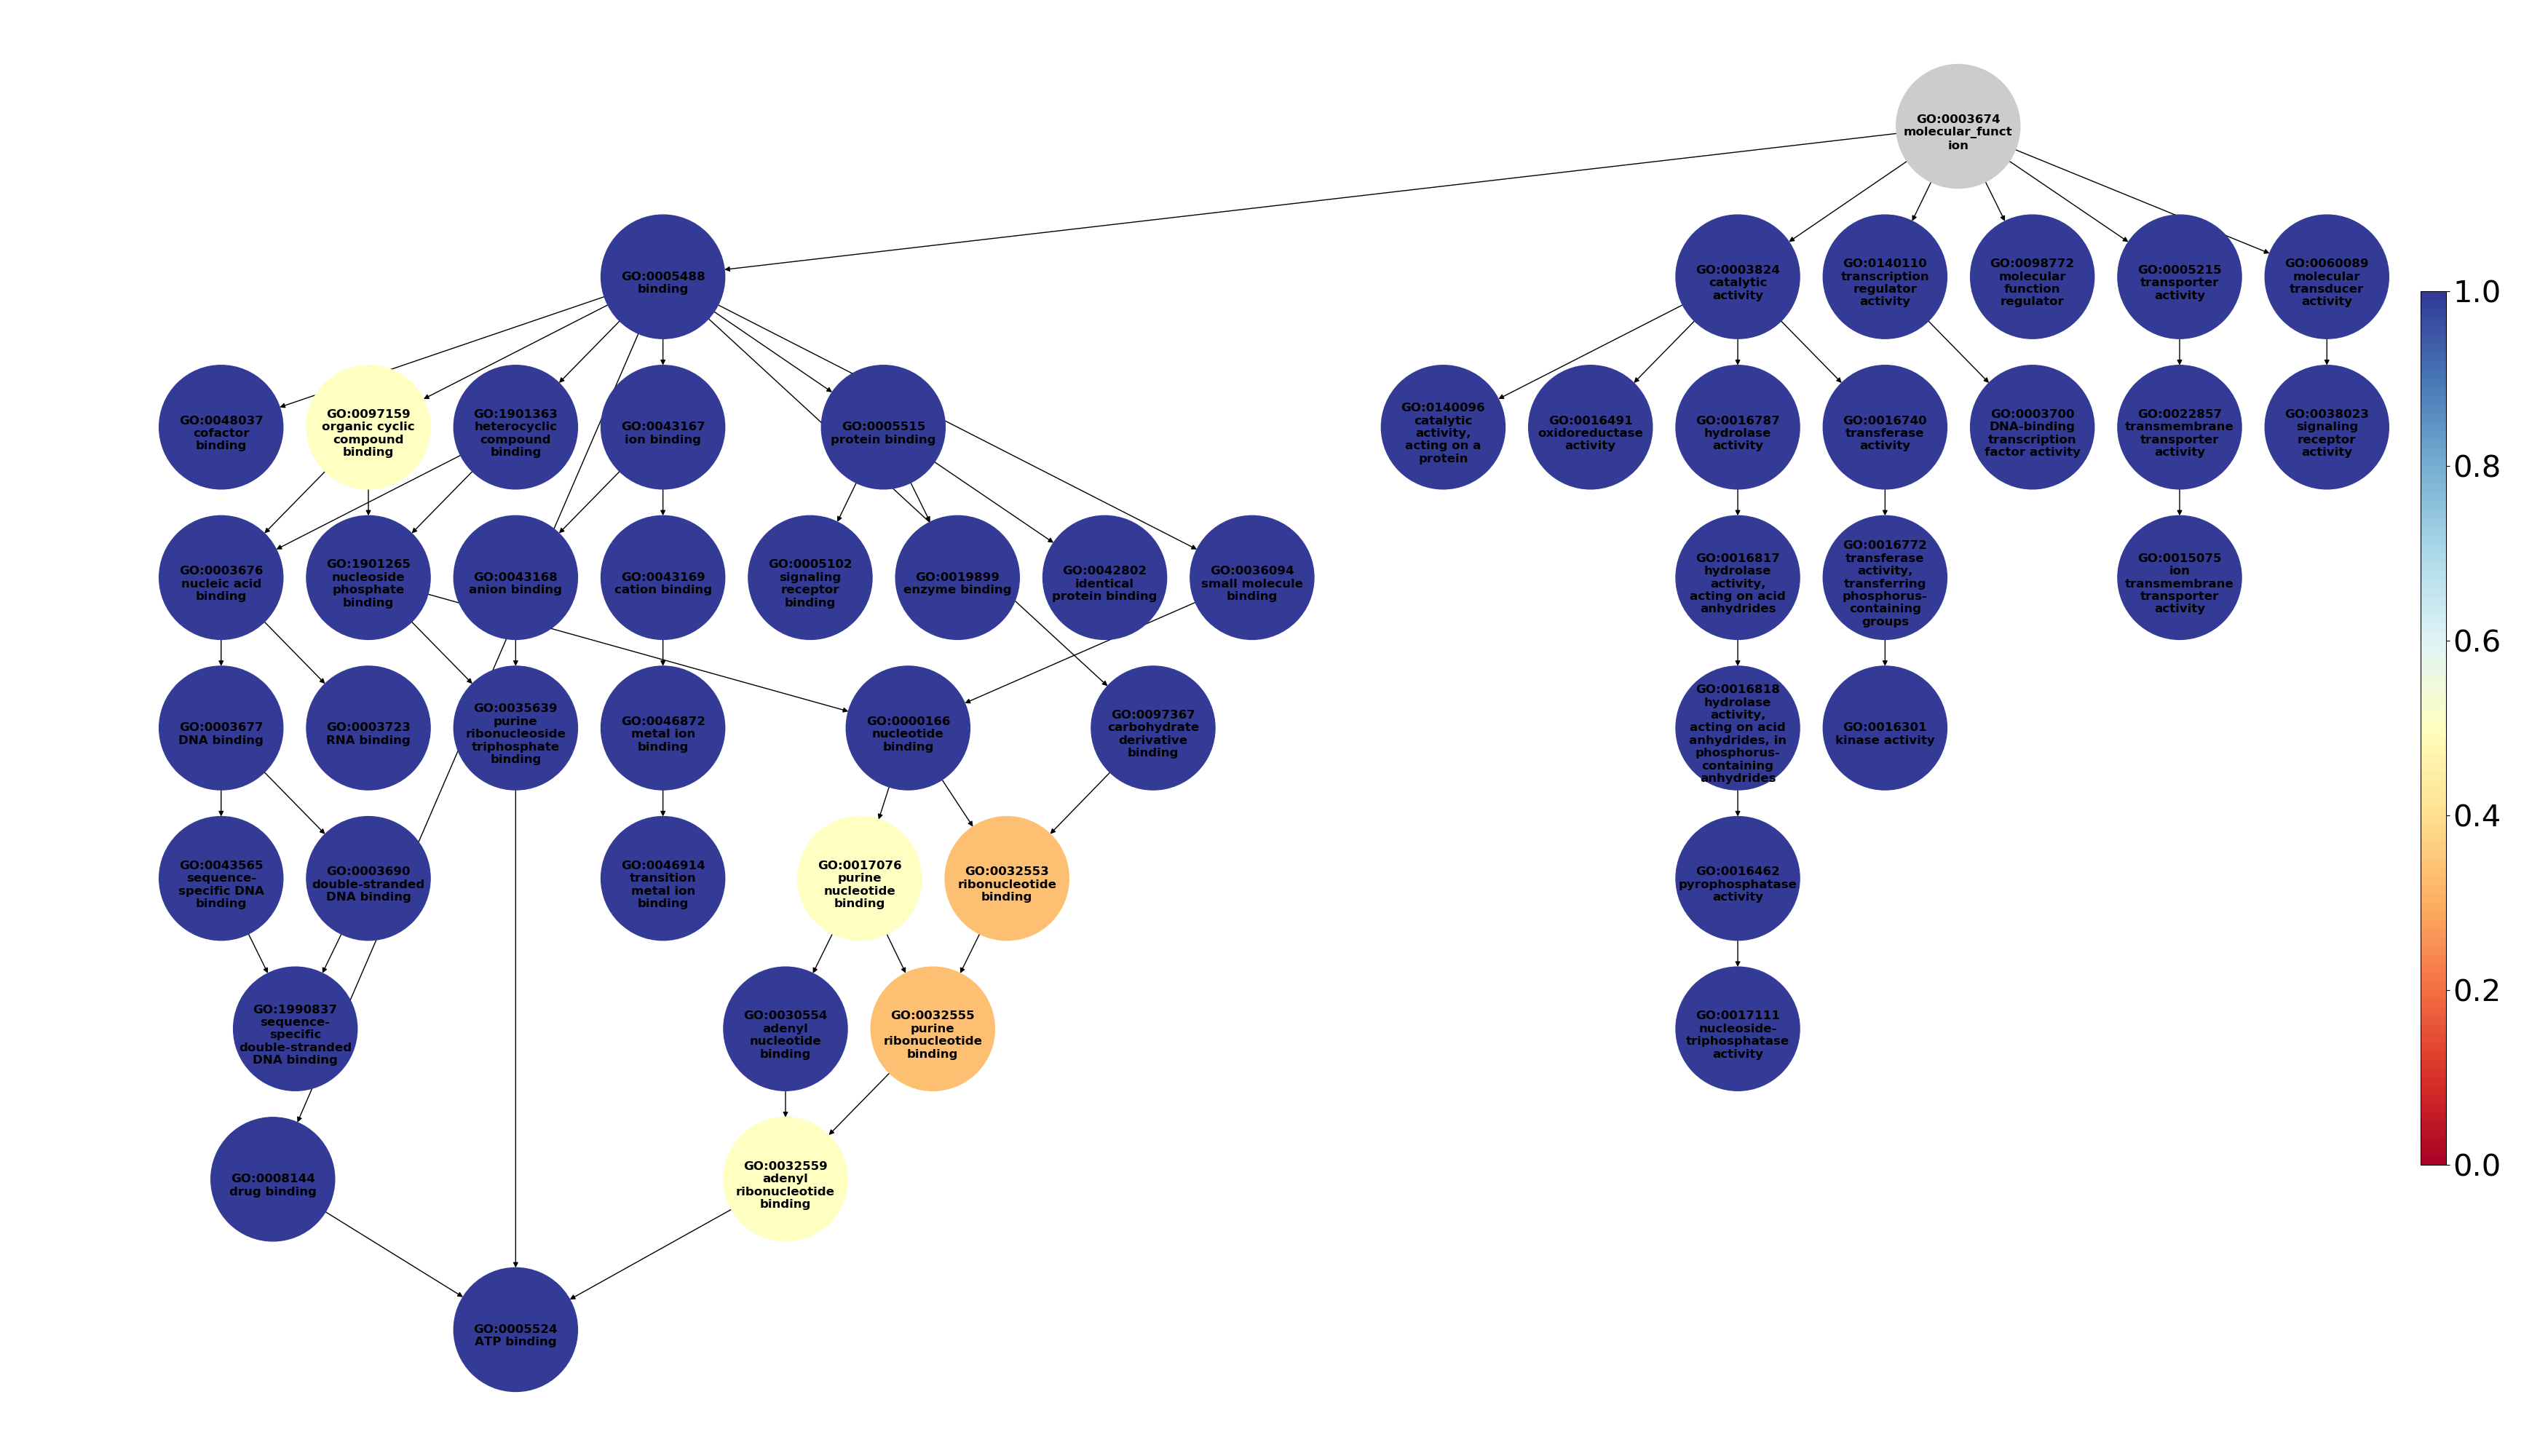 GO:0003674
molecular_funct
ion
GO:0005488
binding
GO:0003824
catalytic
activity
GO:0140110
transcription
regulator
activity
GO:0098772
molecular
function
regulator
GO:0005215
transporter
activity
GO:0060089
molecular
transducer
activity
GO:0048037
cofactor
binding
GO:0097159
organic cyclic
compound
binding
GO:1901363
heterocyclic
compound
binding
GO:0043167
ion binding
GO:0005515
protein binding
GO:0140096
catalytic
activity,
acting on a
protein
GO:0016491
oxidoreductase
activity
GO:0016787
hydrolase
activity
GO:0016740
transferase
activity
GO:0003700
DNA-binding
transcription
factor activity
GO:0022857
transmembrane
transporter
activity
GO:0038023
signaling
receptor
activity
GO:0003676
nucleic acid
binding
GO:1901265
nucleoside
phosphate
binding
GO:0043168
anion binding
GO:0043169
cation binding
GO:0005102
signaling
receptor
binding
GO:0019899
enzyme binding
GO:0042802
identical
protein binding
GO:0036094
small molecule
binding
GO:0016817
hydrolase
activity,
acting on acid
anhydrides
GO:0016772
transferase
activity,
transferring
phosphorus-
containing
groups
GO:0015075
ion
transmembrane
transporter
activity
GO:0003677
DNA binding
GO:0003723
RNA binding
GO:0035639
purine
ribonucleoside
triphosphate
binding
GO:0046872
metal ion
binding
GO:0000166
nucleotide
binding
GO:0097367
carbohydrate
derivative
binding
GO:0016818
hydrolase
activity,
acting on acid
anhydrides, in
phosphorus-
containing
anhydrides
GO:0016301
kinase activity
GO:0043565
sequence-
specific DNA
binding
GO:0003690
double-stranded
DNA binding
GO:0046914
transition
metal ion
binding
GO:0017076
purine
nucleotide
binding
GO:0032553
ribonucleotide
binding
GO:0016462
pyrophosphatase
activity
GO:1990837
sequence-
specific
double-stranded
DNA binding
GO:0030554
adenyl
nucleotide
binding
GO:0032555
purine
ribonucleotide
binding
GO:0017111
nucleoside-
triphosphatase
activity
GO:0008144
drug binding
GO:0032559
adenyl
ribonucleotide
binding
GO:0005524
ATP binding
1.0
0.8
0.6
0.4
0.2
0.0